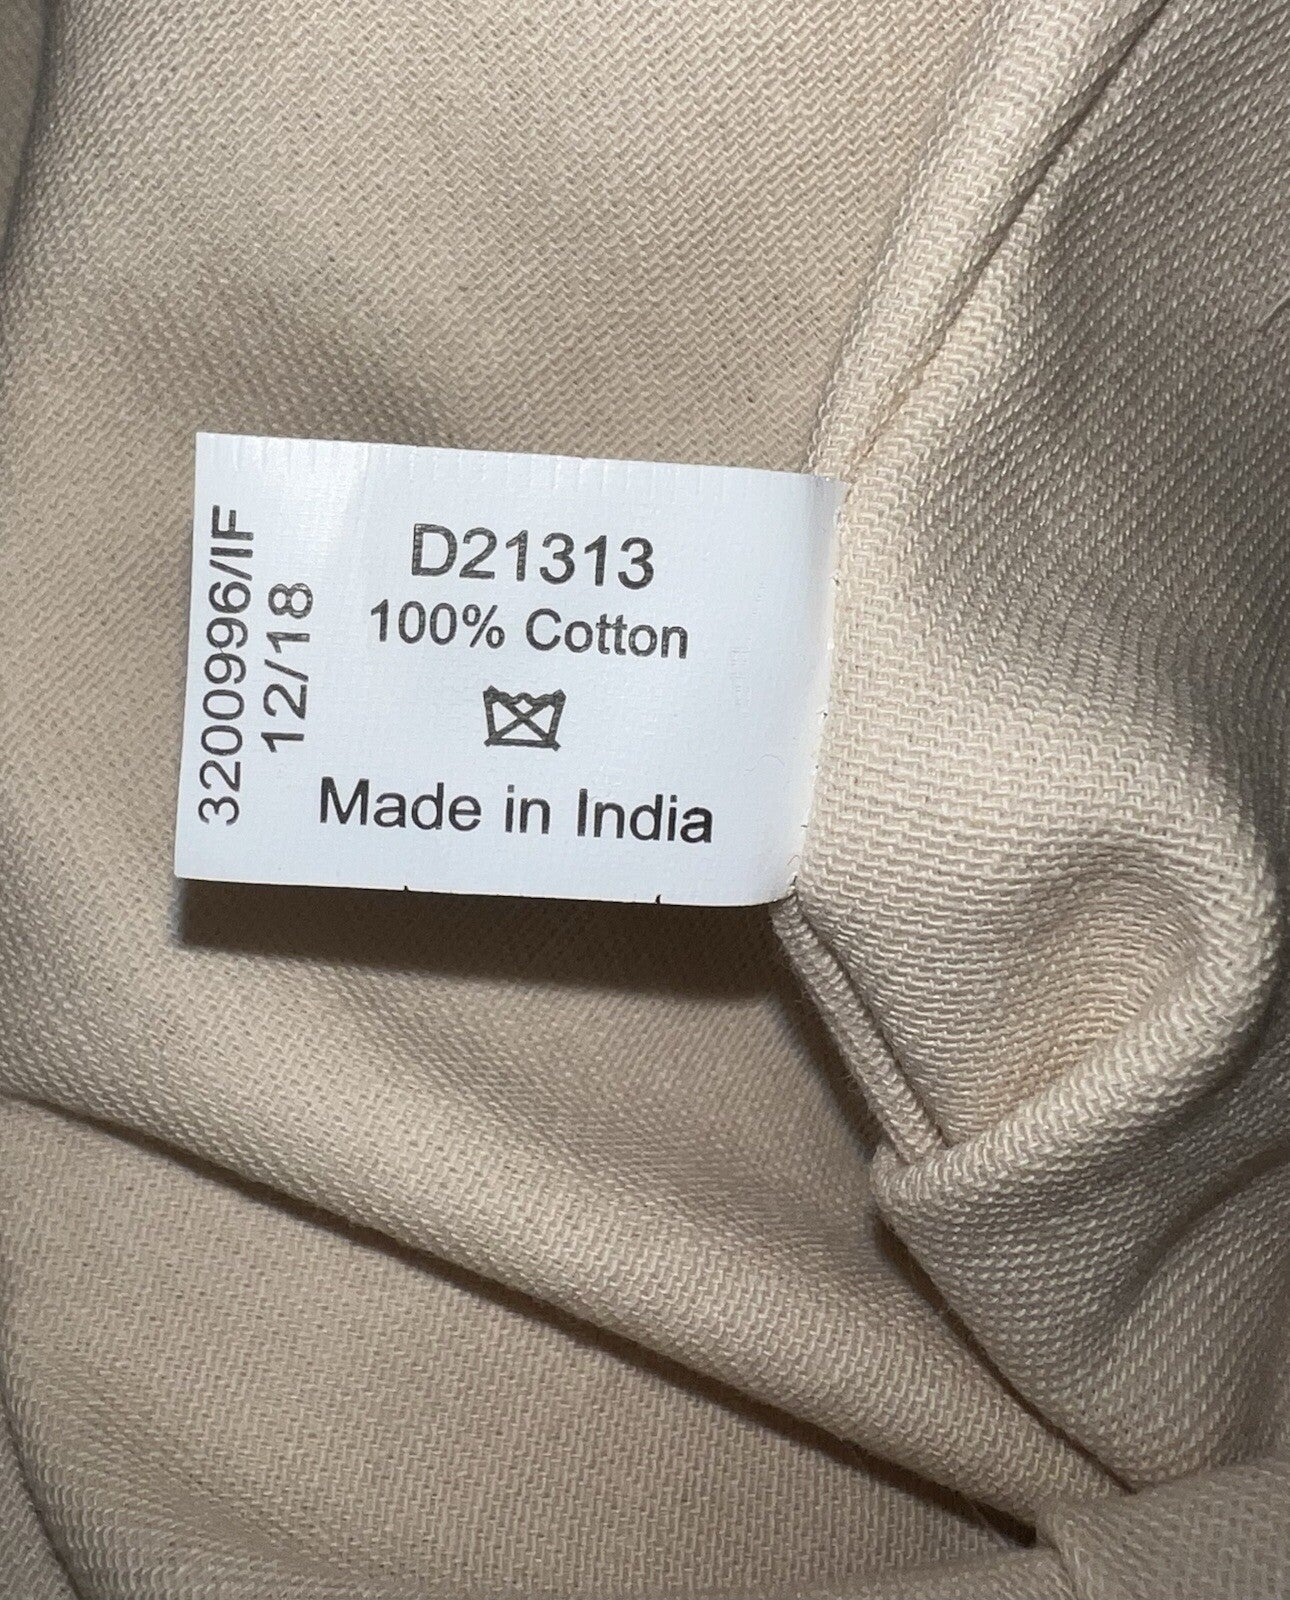 D21313
100% Cotton
Made in India
3200996/IF
12/18